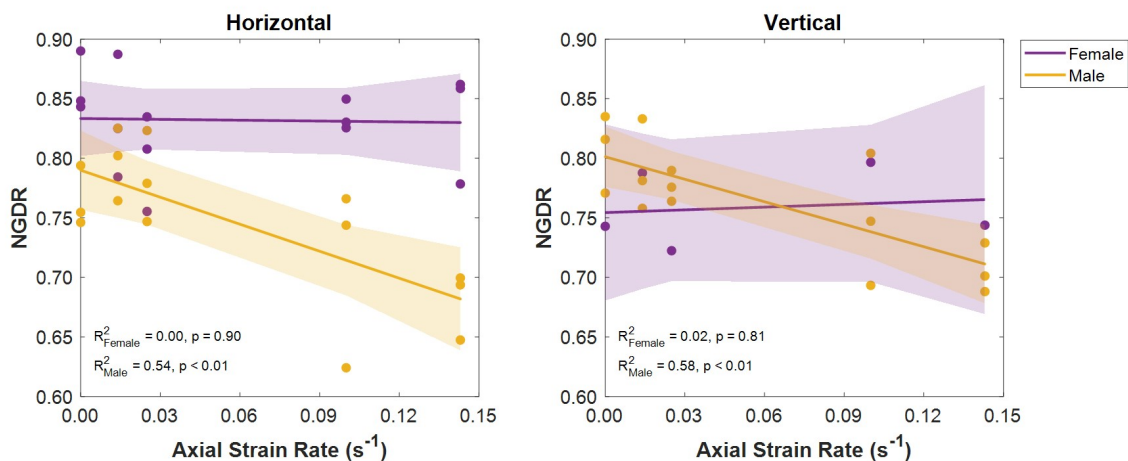 Horizontal
NGDR
0.90
0.85
0.80
0.75
0.70
0.65
0.60
R²Female = 0.00, p = 0.90
R²Male = 0.54, p < 0.01
0.00 0.03 0.06 0.09 0.12 0.15
Axial Strain Rate (s⁻¹)
Vertical
NGDR
0.90
0.85
0.80
0.75
0.70
0.65
0.60
R²Female = 0.02, p = 0.81
R²Male = 0.58, p < 0.01
0.00 0.03 0.06 0.09 0.12 0.15
Axial Strain Rate (s⁻¹)
Female
Male